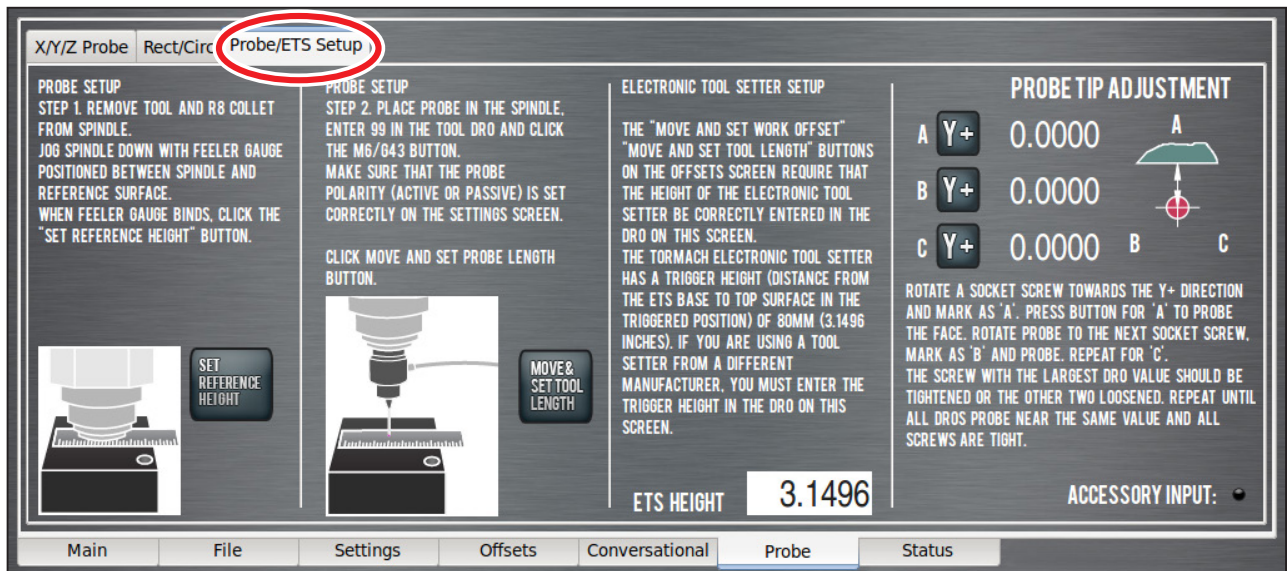 X/Y/Z Probe
Rect/Circ
Probe/ETS Setup
PROBE SETUP
STEP 1. REMOVE TOOL AND R8 COLLET
FROM SPINDLE.
JOG SPINDLE DOWN WITH FEELER GAUGE
POSITIONED BETWEEN SPINDLE AND
REFERENCE SURFACE.
WHEN FEELER GAUGE BINDS, CLICK THE
"SET REFERENCE HEIGHT" BUTTON.
SET
REFERENCE
HEIGHT
PROBE SETUP
STEP 2. PLACE PROBE IN THE SPINDLE,
ENTER 99 IN THE TOOL DRO AND CLICK
THE M6/G43 BUTTON.
MAKE SURE THAT THE PROBE
POLARITY (ACTIVE OR PASSIVE) IS SET
CORRECTLY ON THE SETTINGS SCREEN.
CLICK MOVE AND SET PROBE LENGTH
BUTTON.
MOVE&
SET TOOL
LENGTH
ELECTRONIC TOOL SETTER SETUP
THE "MOVE AND SET WORK OFFSET"
"MOVE AND SET TOOL LENGTH" BUTTONS
ON THE OFFSETS SCREEN REQUIRE THAT
THE HEIGHT OF THE ELECTRONIC TOOL
SETTER BE CORRECTLY ENTERED IN THE
DRO ON THIS SCREEN.
THE TORMACH ELECTRONIC TOOL SETTER
HAS A TRIGGER HEIGHT (DISTANCE FROM
THE ETS BASE TO TOP SURFACE IN THE
TRIGGERED POSITION) OF 80MM (3.1496
INCHES). IF YOU ARE USING A TOOL
SETTER FROM A DIFFERENT
MANUFACTURER, YOU MUST ENTER THE
TRIGGER HEIGHT IN THE DRO ON THIS
SCREEN.
ETS HEIGHT 3.1496
PROBE TIP ADJUSTMENT
A Y+ 0.0000 A
B Y+ 0.0000
C Y+ 0.0000 B C
ROTATE A SOCKET SCREW TOWARDS THE Y+ DIRECTION
AND MARK AS 'A'. PRESS BUTTON FOR 'A' TO PROBE
THE FACE. ROTATE PROBE TO THE NEXT SOCKET SCREW,
MARK AS 'B' AND PROBE. REPEAT FOR 'C'.
THE SCREW WITH THE LARGEST DRO VALUE SHOULD BE
TIGHTENED OR THE OTHER TWO LOOSENED. REPEAT UNTIL
ALL DROS PROBE NEAR THE SAME VALUE AND ALL
SCREWS ARE TIGHT.
ACCESSORY INPUT:
Main
File
Settings
Offsets
Conversational
Probe
Status